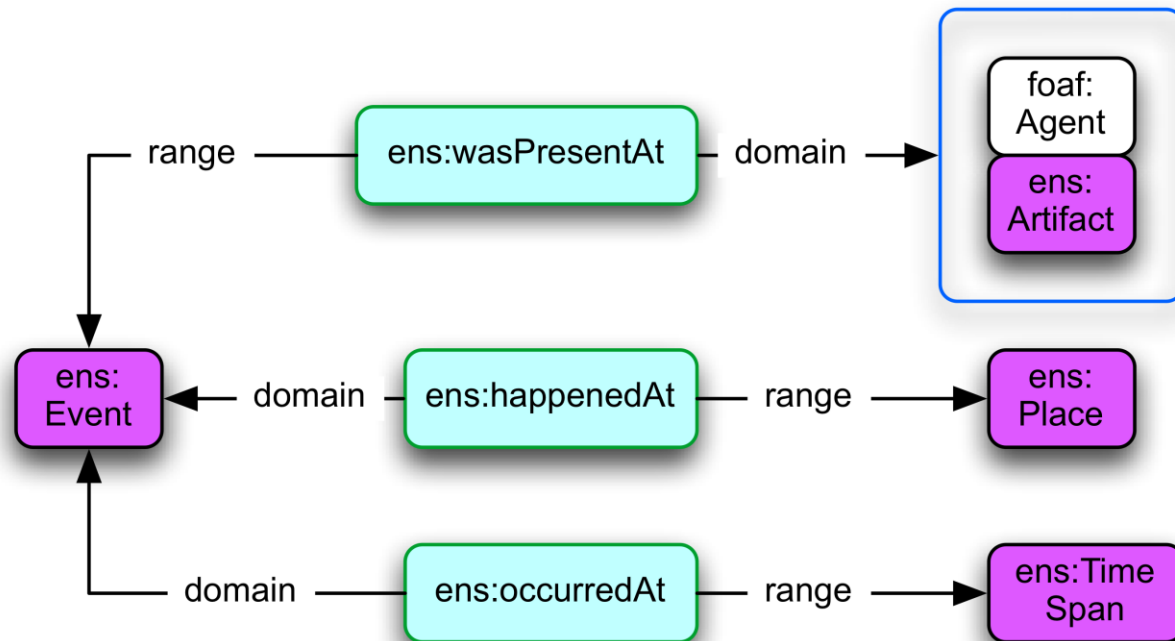 foaf:
Agent
range
ens:wasPresentAt
domain
ens:
Artifact
ens:
Event
domain
ens:happenedAt
range
ens:
Place
domain
ens:occurredAt
range
ens:Time
Span